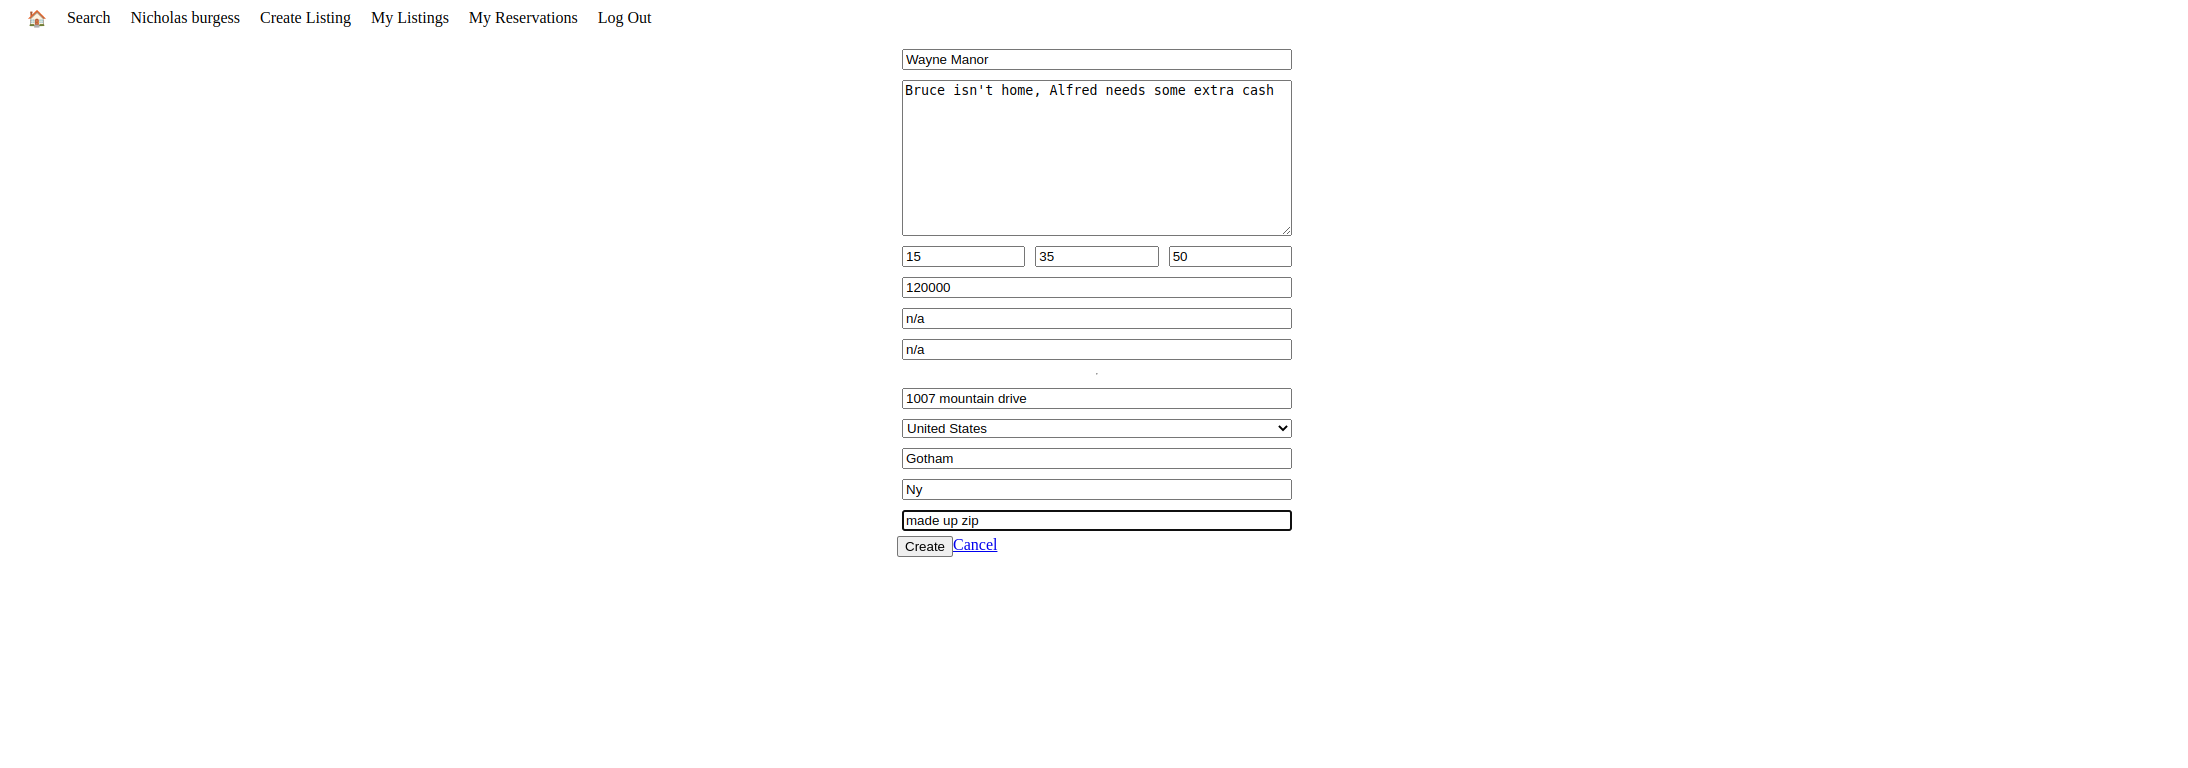 🏠 Search Nicholas burgess Create Listing My Listings My Reservations Log Out
Wayne Manor
Bruce isn't home, Alfred needs some extra cash
15 35 50
120000
n/a
n/a
1007 mountain drive
United States
Gotham
Ny
made up zip
Create Cancel